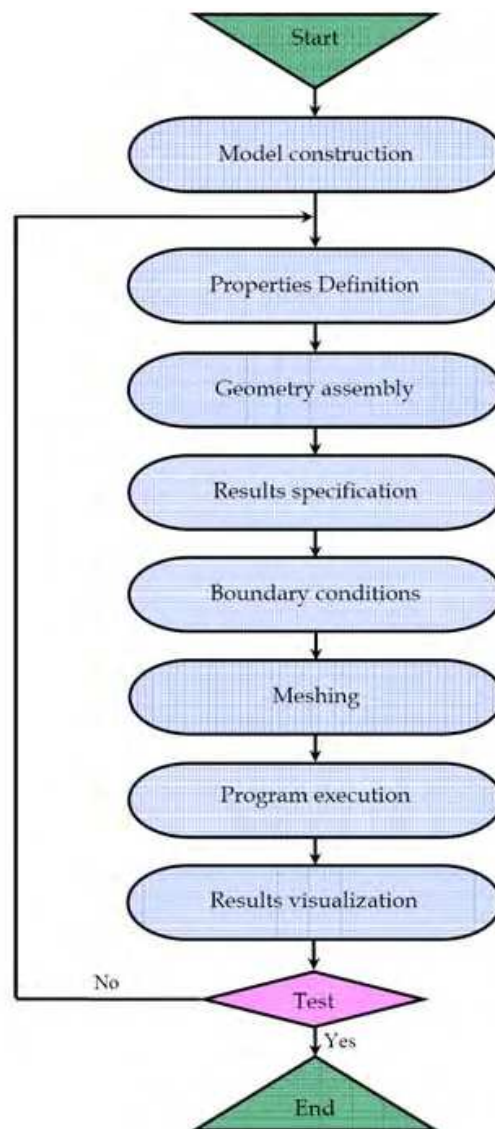 Start
Model construction
Properties Definition
Geometry assembly
Results specification
Boundary conditions
Meshing
Program execution
Results visualization
No
Test
Yes
End